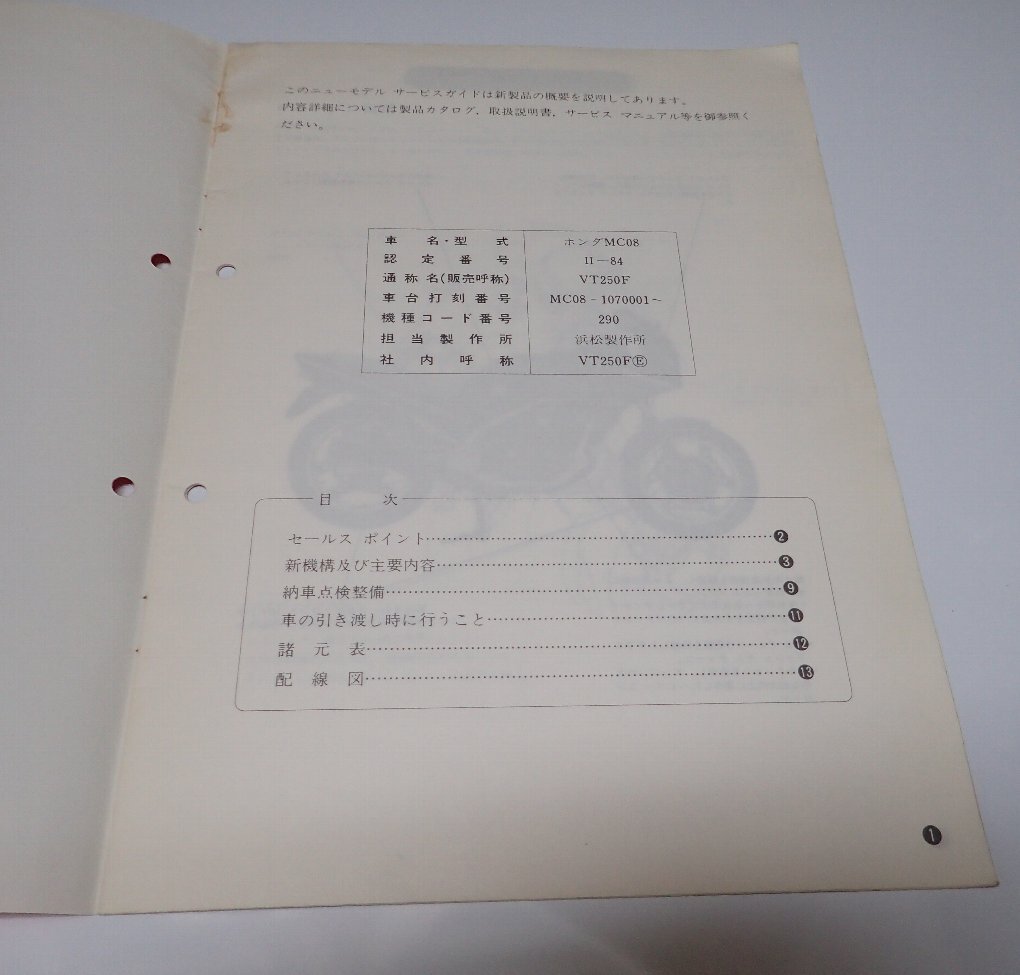 このニューモデル サービスガイドは新製品の概要を説明してあります。
内容詳細については製品カタログ，取扱説明書，サービス マニュアル等を御参照く
ださい。
車名・型式 ホンダMC08
認定番号 11－84
通称名(販売呼称) VT250F
車台打刻番号 MC08－1070001～
機種コード番号 290
担当製作所 浜松製作所
社内呼称 VT250FⒺ
目次
セールス ポイント……❷
新機構及び主要内容……❸
納車点検整備……❾
車の引き渡し時に行うこと……⓫
諸元表……⓬
配線図……⓭
❶